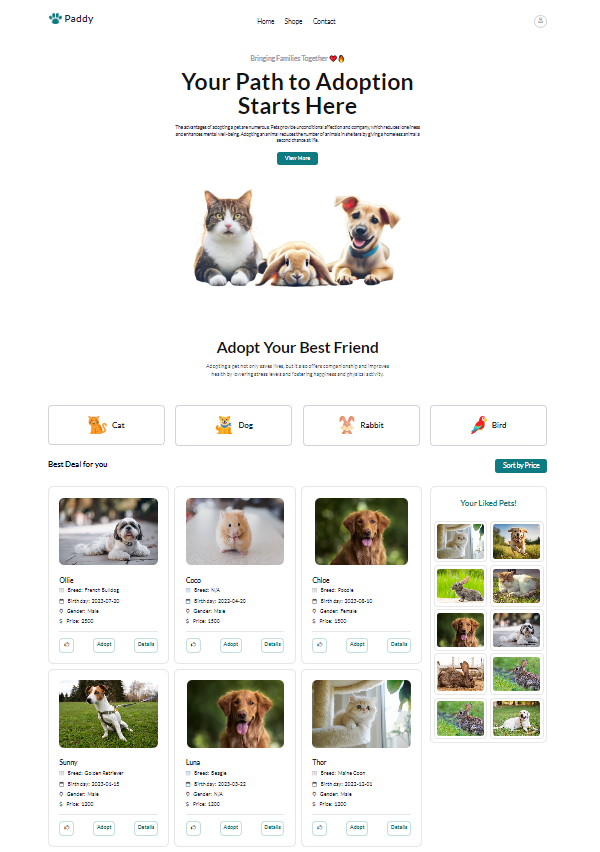 Paddy
Home Shope Contact
Bringing Families Together
Your Path to Adoption
Starts Here
The advantages of adopting a pet are numerous. Pets provide unconditional affection and company, which reduces loneliness
and enhances mental well-being. Adopting an animal reduces the number of animals in shelters by giving a homeless animal a
second chance at life.
View More
Adopt Your Best Friend
Adopting a pet not only saves lives, but it also offers companionship and improves
health by lowering stress levels and fostering happiness and physical activity.
Cat Dog Rabbit Bird
Best Deal for you
Sort by Price
Your Liked Pets!
Ollie
Breed: French Bulldog
Birthday: 2023-07-20
Gender: Male
Price: 2500
Adopt Details
Coco
Breed: N/A
Birthday: 2022-04-20
Gender: Male
Price: 1500
Adopt Details
Chloe
Breed: Poodle
Birthday: 2023-08-10
Gender: Female
Price: 1500
Adopt Details
Sunny
Breed: Golden Retriever
Birthday: 2023-01-15
Gender: Male
Price: 1200
Adopt Details
Luna
Breed: Beagle
Birthday: 2023-03-22
Gender: N/A
Price: 1200
Adopt Details
Thor
Breed: Maine Coon
Birthday: 2022-12-01
Gender: Male
Price: 1200
Adopt Details